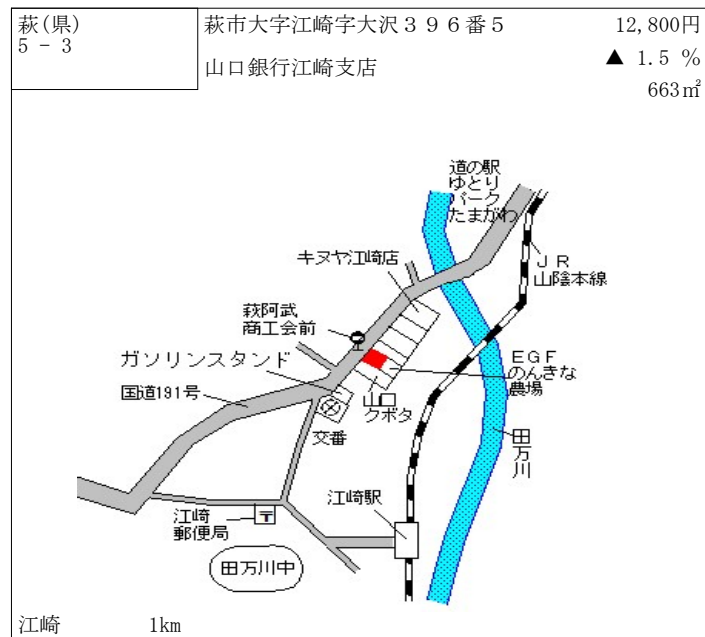 萩(県)
5 - 3
萩市大字江崎字大沢３９６番５
山口銀行江崎支店
12,800円
▲ 1.5 %
663㎡
道の駅
ゆとり
パーク
たまがわ
キヌヤ江崎店
ＪＲ
山陰本線
萩阿武
商工会前
ガソリンスタンド
ＥＧＦ
のんきな
農場
国道191号
山口
クボタ
交番
田万川
江崎駅
江崎
郵便局
〒
田万川中
江崎 1km